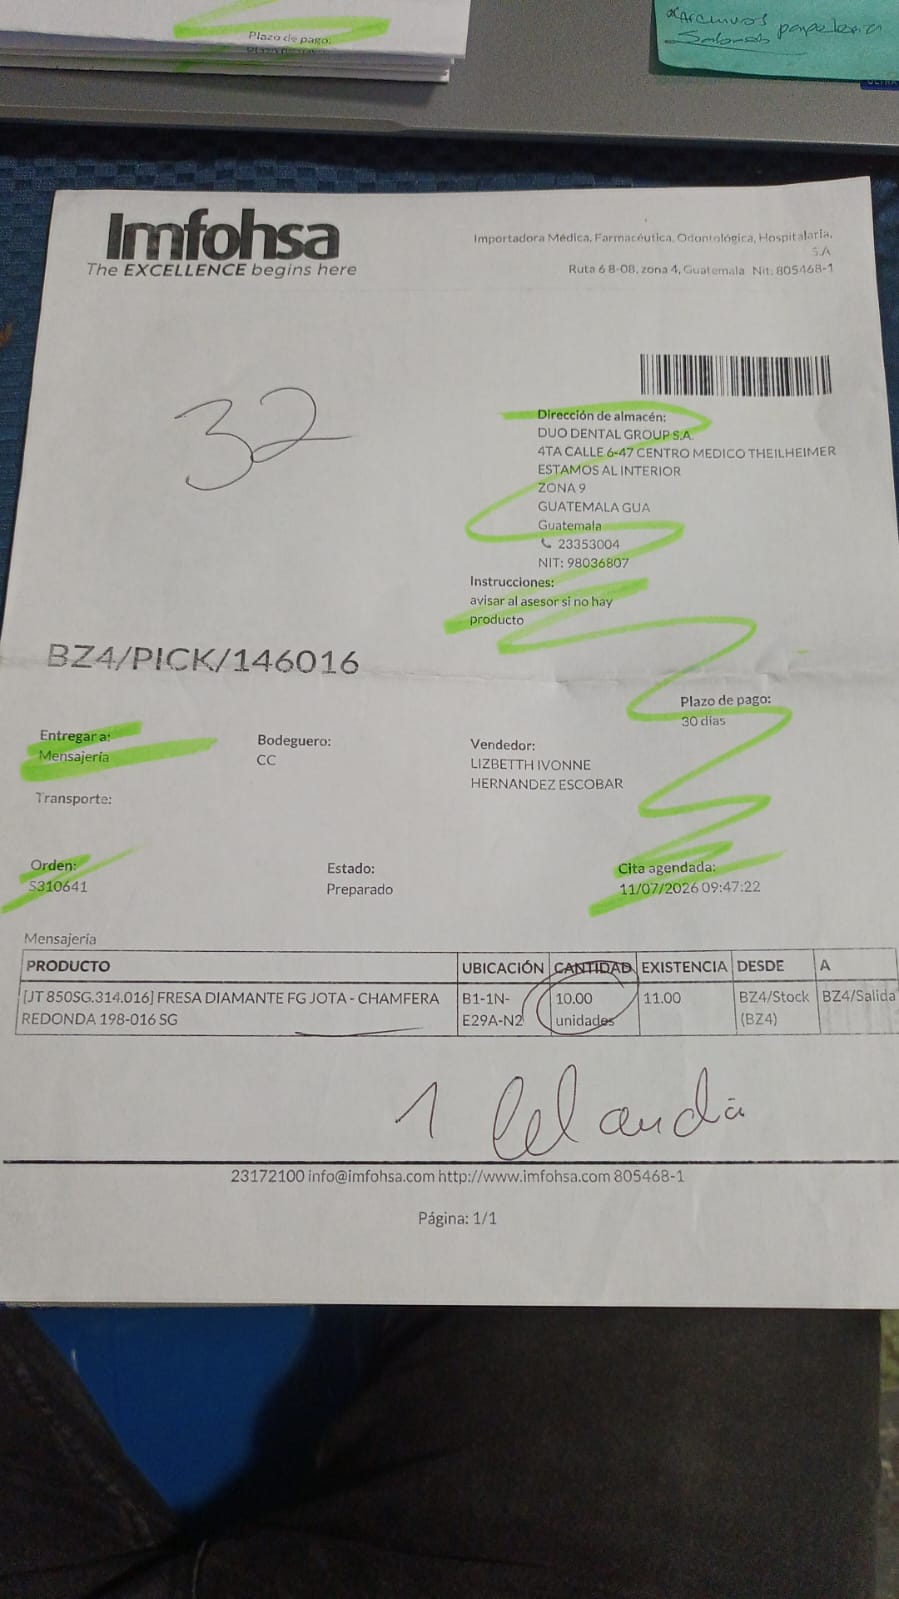 Plazo de pago:
Imfohsa
The EXCELLENCE begins here
Importadora Médica, Farmacéutica, Odontológica, Hospitalaria,
S.A
Ruta 6 8-08, zona 4, Guatemala Nit: 805468-1
32
Dirección de almacén:
DUO DENTAL GROUP S.A.
4TA CALLE 6-47 CENTRO MEDICO THEILHEIMER
ESTAMOS AL INTERIOR
ZONA 9
GUATEMALA GUA
Guatemala
23353004
NIT: 98036807
Instrucciones:
avisar al asesor si no hay
producto
BZ4/PICK/146016
Plazo de pago:
30 días
Entregar a:
Mensajería
Bodeguero:
CC
Vendedor:
LIZBETTH IVONNE
HERNANDEZ ESCOBAR
Transporte:
Orden:
S310641
Estado:
Preparado
Cita agendada:
11/07/2026 09:47:22
Mensajería
PRODUCTO UBICACIÓN CANTIDAD EXISTENCIA DESDE A
[JT 850SG.314.016] FRESA DIAMANTE FG JOTA - CHAMFERA B1-1N- 10.00 11.00 BZ4/Stock BZ4/Salida
REDONDA 198-016 SG E29A-N2 unidades (BZ4)
1
23172100 info@imfohsa.com http://www.imfohsa.com 805468-1
Página: 1/1